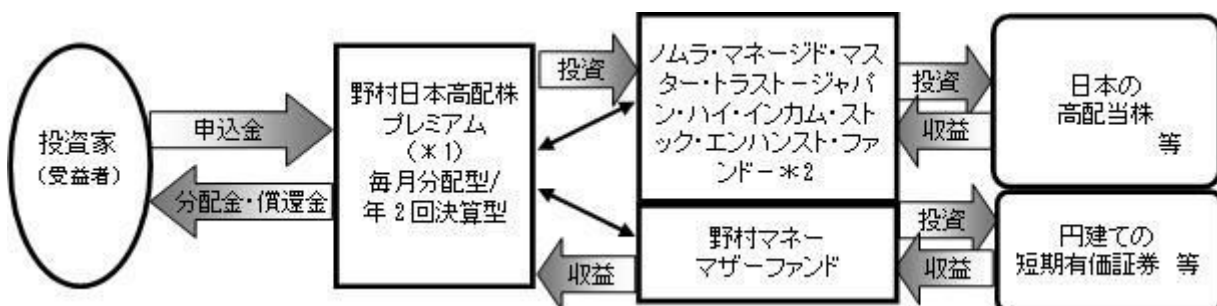 投資家
(受益者)
申込金
分配金・償還金
野村日本高配株
プレミアム
(*1)
毎月分配型/
年2回決算型
投資
収益
ノムラ・マネージド・マス
ター・トラストージャパ
ン・ハイ・インカム・スト
ック・エンハンスト・ファ
ンドー*2
野村マネー
マザーファンド
投資
収益
投資
収益
日本の
高配当株
等
円建ての
短期有価証券 等